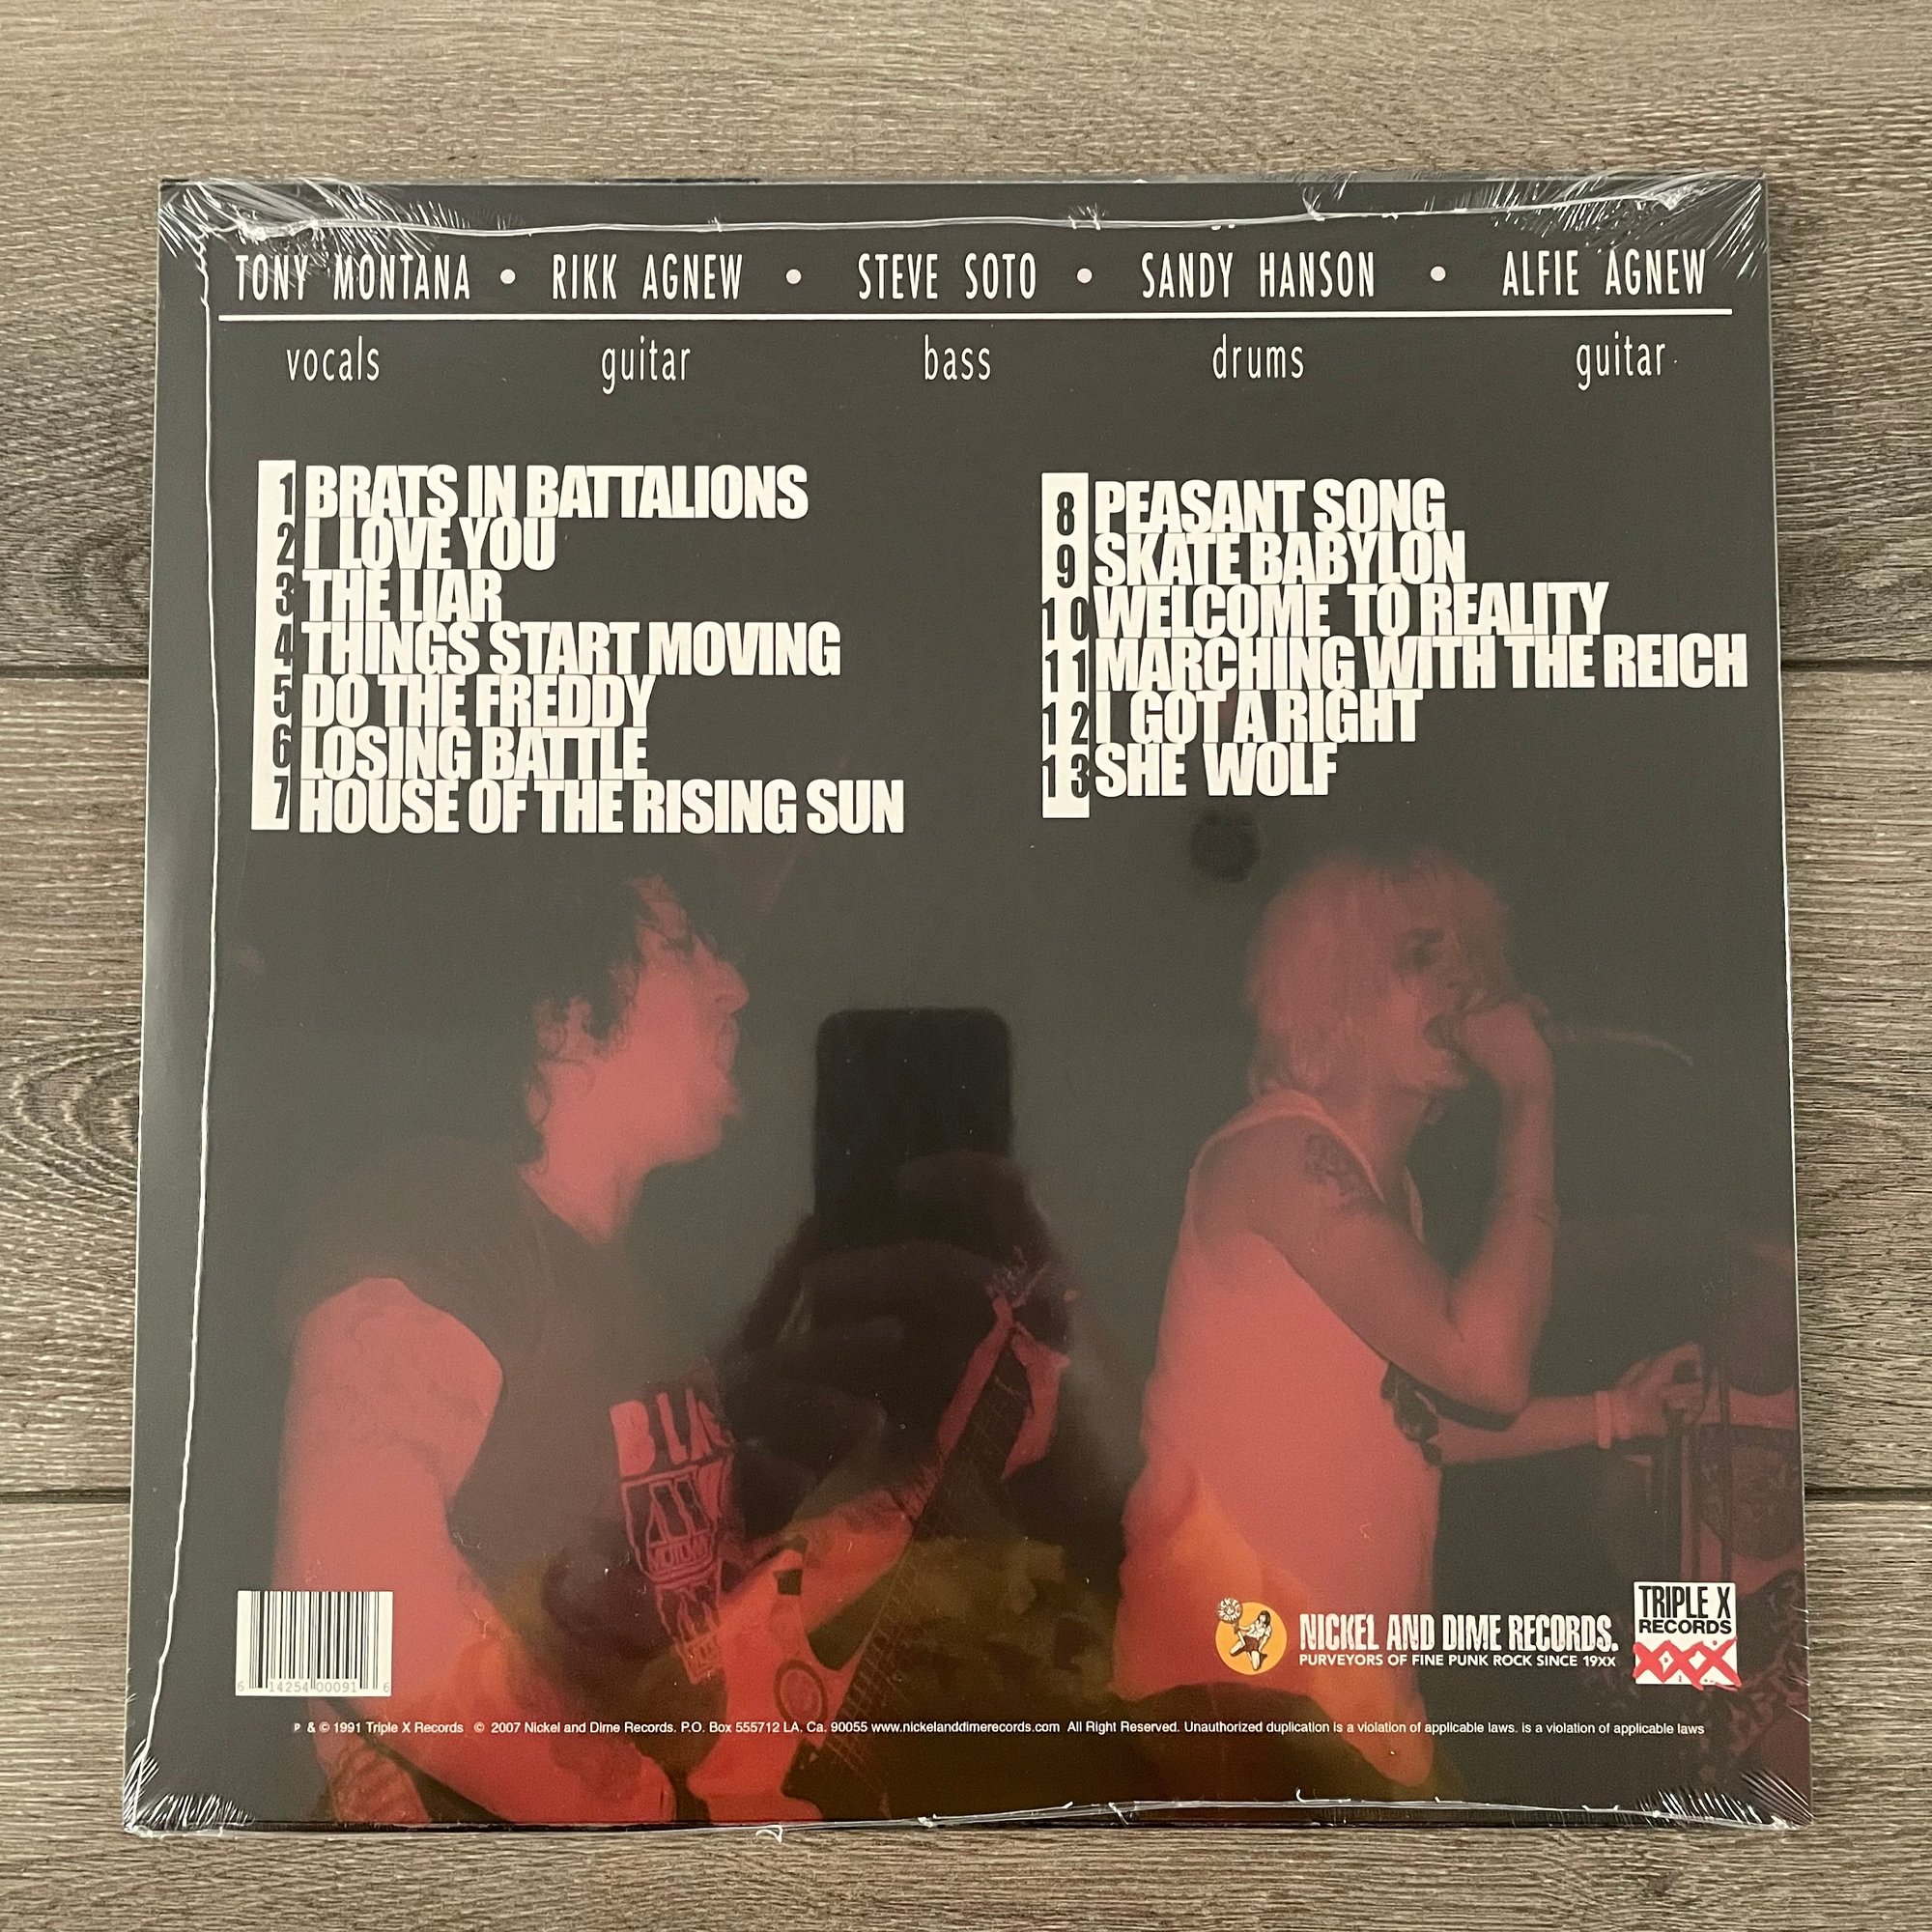 TONY MONTANA • RIKK AGNEW • STEVE SOTO • SANDY HANSON • ALFIE AGNEW
vocals guitar bass drums guitar
1 BRATS IN BATTALIONS
2 I LOVE YOU
3 THE LIAR
4 THINGS START MOVING
5 DO THE FREDDY
6 LOSING BATTLE
7 HOUSE OF THE RISING SUN
8 PEASANT SONG
9 SKATE BABYLON
10 WELCOME TO REALITY
11 MARCHING WITH THE REICH
12 I GOT A RIGHT
13 SHE WOLF
6 14254 00091 6
NICKEL AND DIME RECORDS.
PURVEYORS OF FINE PUNK ROCK SINCE 19XX
TRIPLE X
RECORDS
XXX
P & © 1991 Triple X Records © 2007 Nickel and Dime Records. P.O. Box 555712 LA, Ca. 90055 www.nickelanddimerecords.com All Right Reserved. Unauthorized duplication is a violation of applicable laws. is a violation of applicable laws